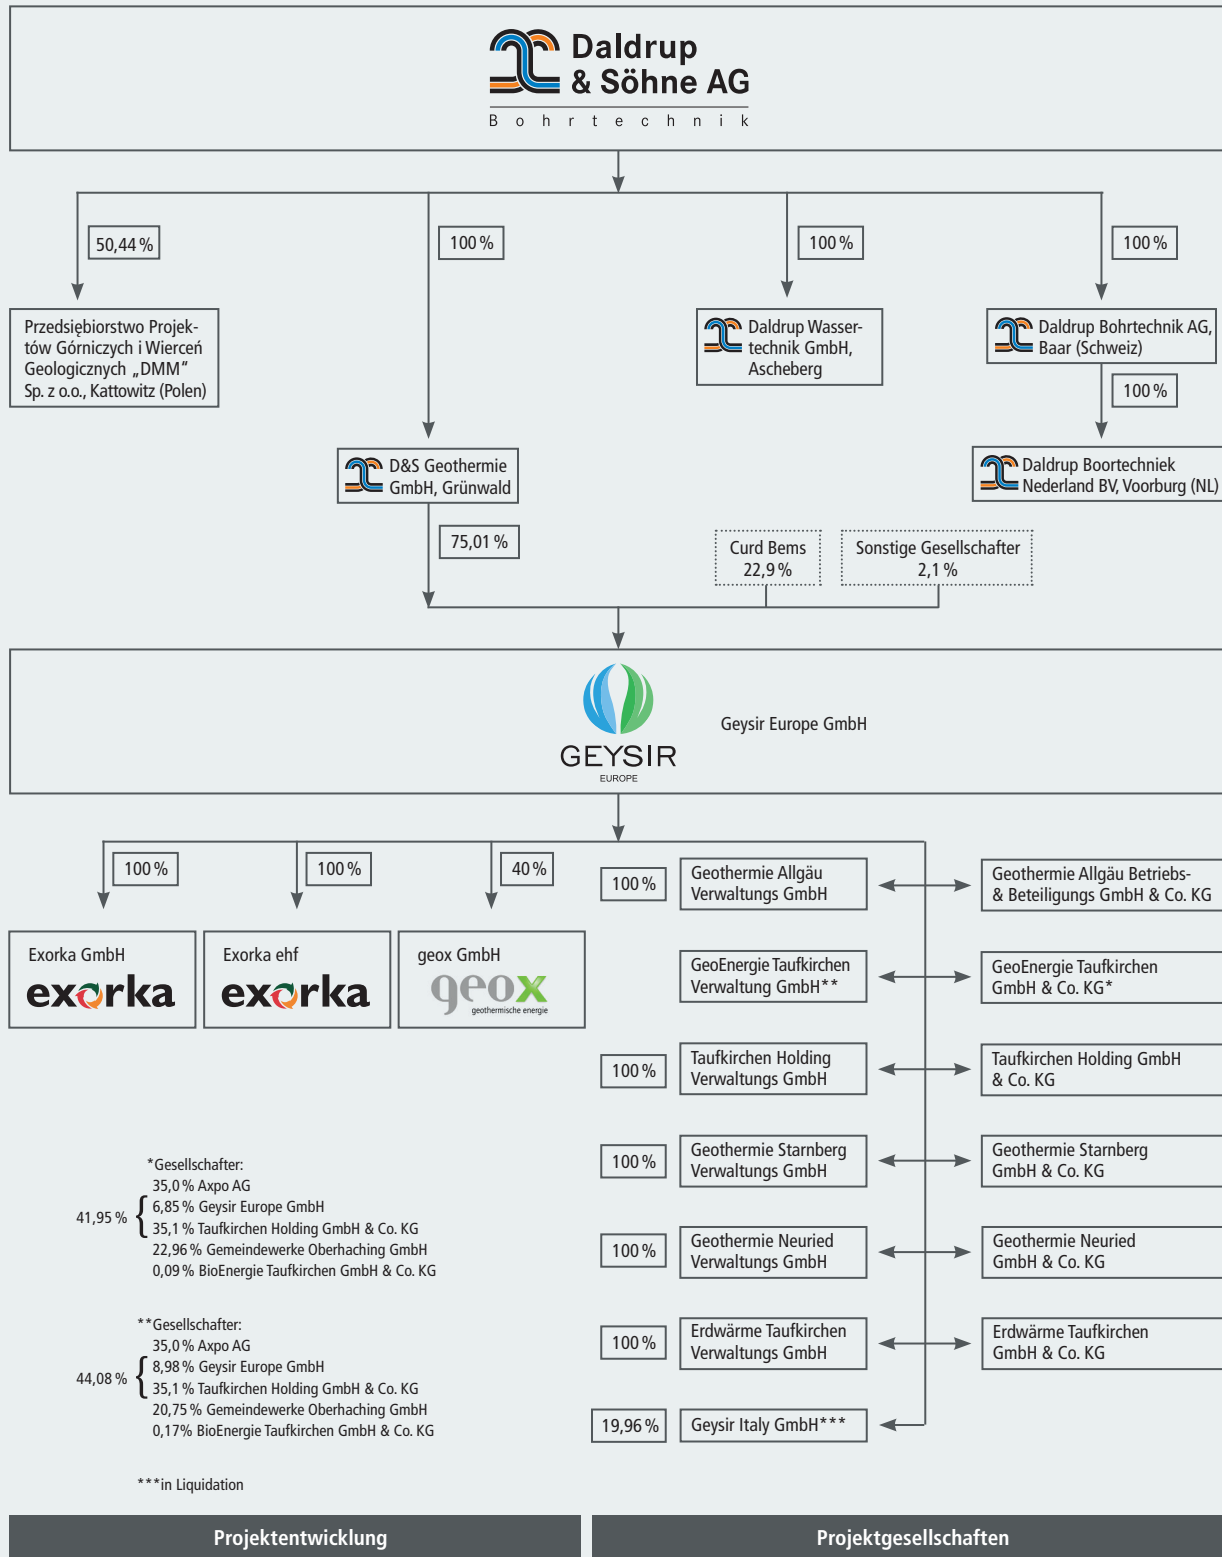 Daldrup
& Söhne AG
Bohrtechnik
50,44 %
100 %
100 %
100 %
Przedsiębiorstwo Projek-
tów Górniczych i Wierceń
Geologicznych „DMM"
Sp. z o.o., Kattowitz (Polen)
Daldrup Wasser-
technik GmbH,
Ascheberg
Daldrup Bohrtechnik AG,
Baar (Schweiz)
100 %
D&S Geothermie
GmbH, Grünwald
Daldrup Boortechniek
Nederland BV, Voorburg (NL)
75,01 %
Curd Bems
22,9 %
Sonstige Gesellschafter
2,1 %
GEYSIR
EUROPE
Geysir Europe GmbH
100 %
100 %
40 %
Exorka GmbH
exorka
Exorka ehf
exorka
geox GmbH
geox
geothermische energie
100 %
Geothermie Allgäu
Verwaltungs GmbH
Geothermie Allgäu Betriebs-
& Beteiligungs GmbH & Co. KG
GeoEnergie Taufkirchen
Verwaltung GmbH**
GeoEnergie Taufkirchen
GmbH & Co. KG*
100 %
Taufkirchen Holding
Verwaltungs GmbH
Taufkirchen Holding GmbH
& Co. KG
100 %
Geothermie Starnberg
Verwaltungs GmbH
Geothermie Starnberg
GmbH & Co. KG
100 %
Geothermie Neuried
Verwaltungs GmbH
Geothermie Neuried
GmbH & Co. KG
100 %
Erdwärme Taufkirchen
Verwaltungs GmbH
Erdwärme Taufkirchen
GmbH & Co. KG
19,96 %
Geysir Italy GmbH***
*Gesellschafter:
35,0 % Axpo AG
41,95 %
6,85 % Geysir Europe GmbH
35,1 % Taufkirchen Holding GmbH & Co. KG
22,96 % Gemeindewerke Oberhaching GmbH
0,09 % BioEnergie Taufkirchen GmbH & Co. KG
**Gesellschafter:
35,0 % Axpo AG
44,08 %
8,98 % Geysir Europe GmbH
35,1 % Taufkirchen Holding GmbH & Co. KG
20,75 % Gemeindewerke Oberhaching GmbH
0,17% BioEnergie Taufkirchen GmbH & Co. KG
***in Liquidation
Projektentwicklung
Projektgesellschaften